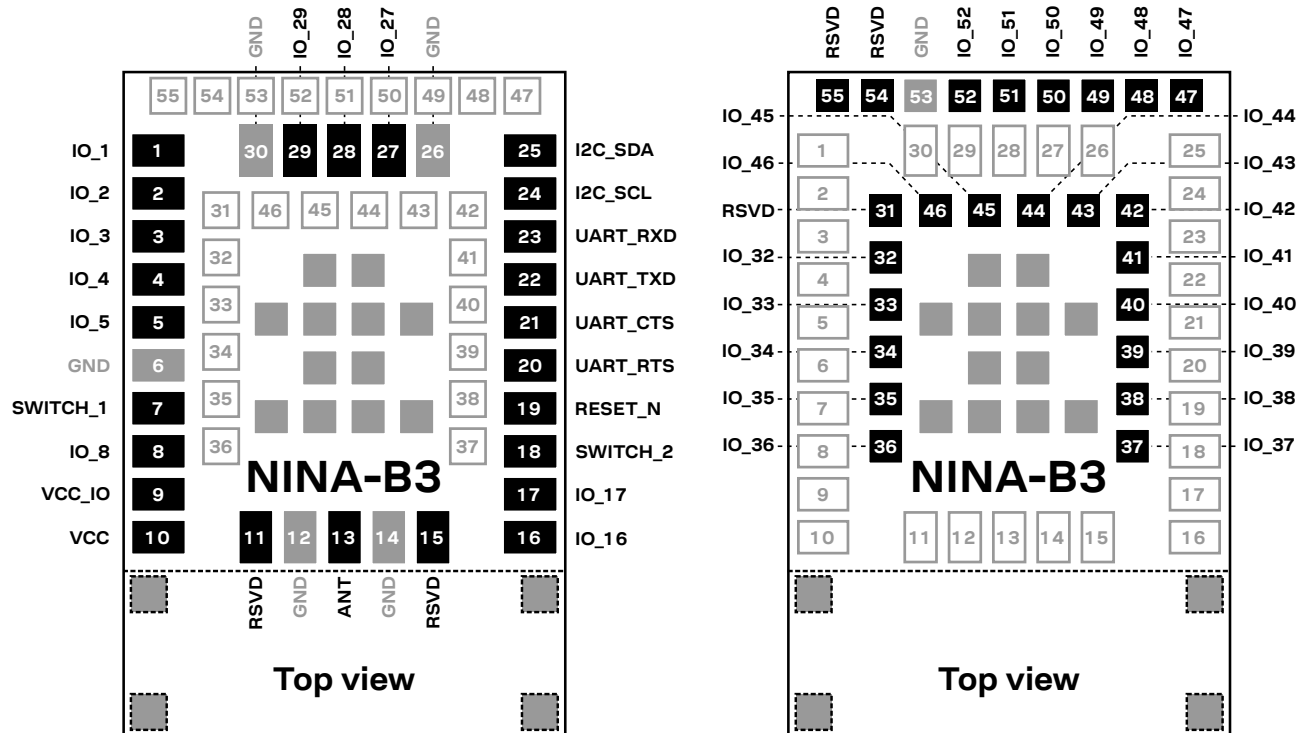 GND IO_29 IO_28 IO_27 GND
55 54 53 52 51 50 49 48 47
30 29 28 27 26
IO_1 1 25 I2C_SDA
IO_2 2 24 I2C_SCL
31 46 45 44 43 42
IO_3 3 23 UART_RXD
32 41
IO_4 4 22 UART_TXD
33 40
IO_5 5 21 UART_CTS
34 39
GND 6 20 UART_RTS
35 38
SWITCH_1 7 19 RESET_N
36 37
IO_8 8 18 SWITCH_2
NINA-B3
VCC_IO 9 17 IO_17
VCC 10 11 12 13 14 15 16 IO_16
RSVD GND ANT GND RSVD
Top view
RSVD RSVD GND IO_52 IO_51 IO_50 IO_49 IO_48 IO_47
55 54 53 52 51 50 49 48 47
IO_45 IO_44
1 30 29 28 27 26 25
IO_46 IO_43
2 24
RSVD 31 46 45 44 43 42 IO_42
3 23
IO_32 32 41 IO_41
4 22
IO_33 33 40 IO_40
5 21
IO_34 34 39 IO_39
6 20
IO_35 35 38 IO_38
7 19
IO_36 36 37 IO_37
8 18
NINA-B3
9 17
10 11 12 13 14 15 16
Top view